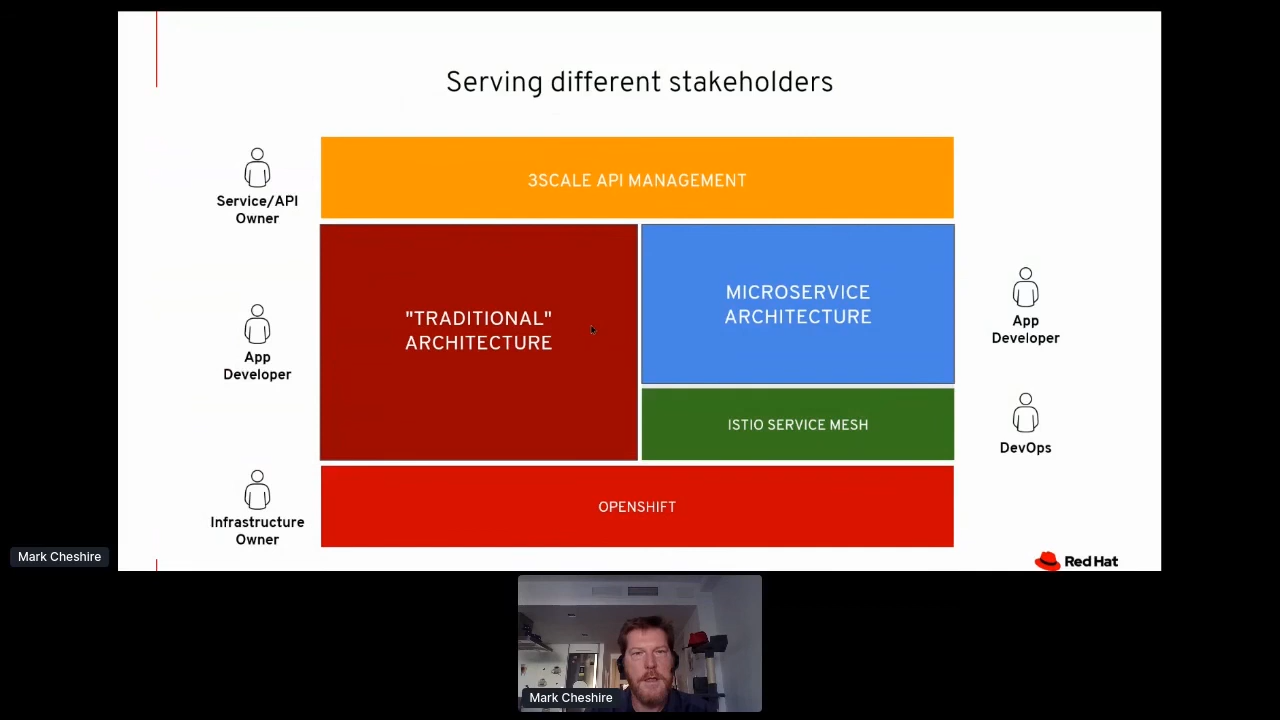 Serving different stakeholders
Service/API
Owner
3SCALE API MANAGEMENT
App
Developer
"TRADITIONAL"
ARCHITECTURE
MICROSERVICE
ARCHITECTURE
App
Developer
ISTIO SERVICE MESH
DevOps
Infrastructure
Owner
OPENSHIFT
Red Hat
Mark Cheshire
Mark Cheshire